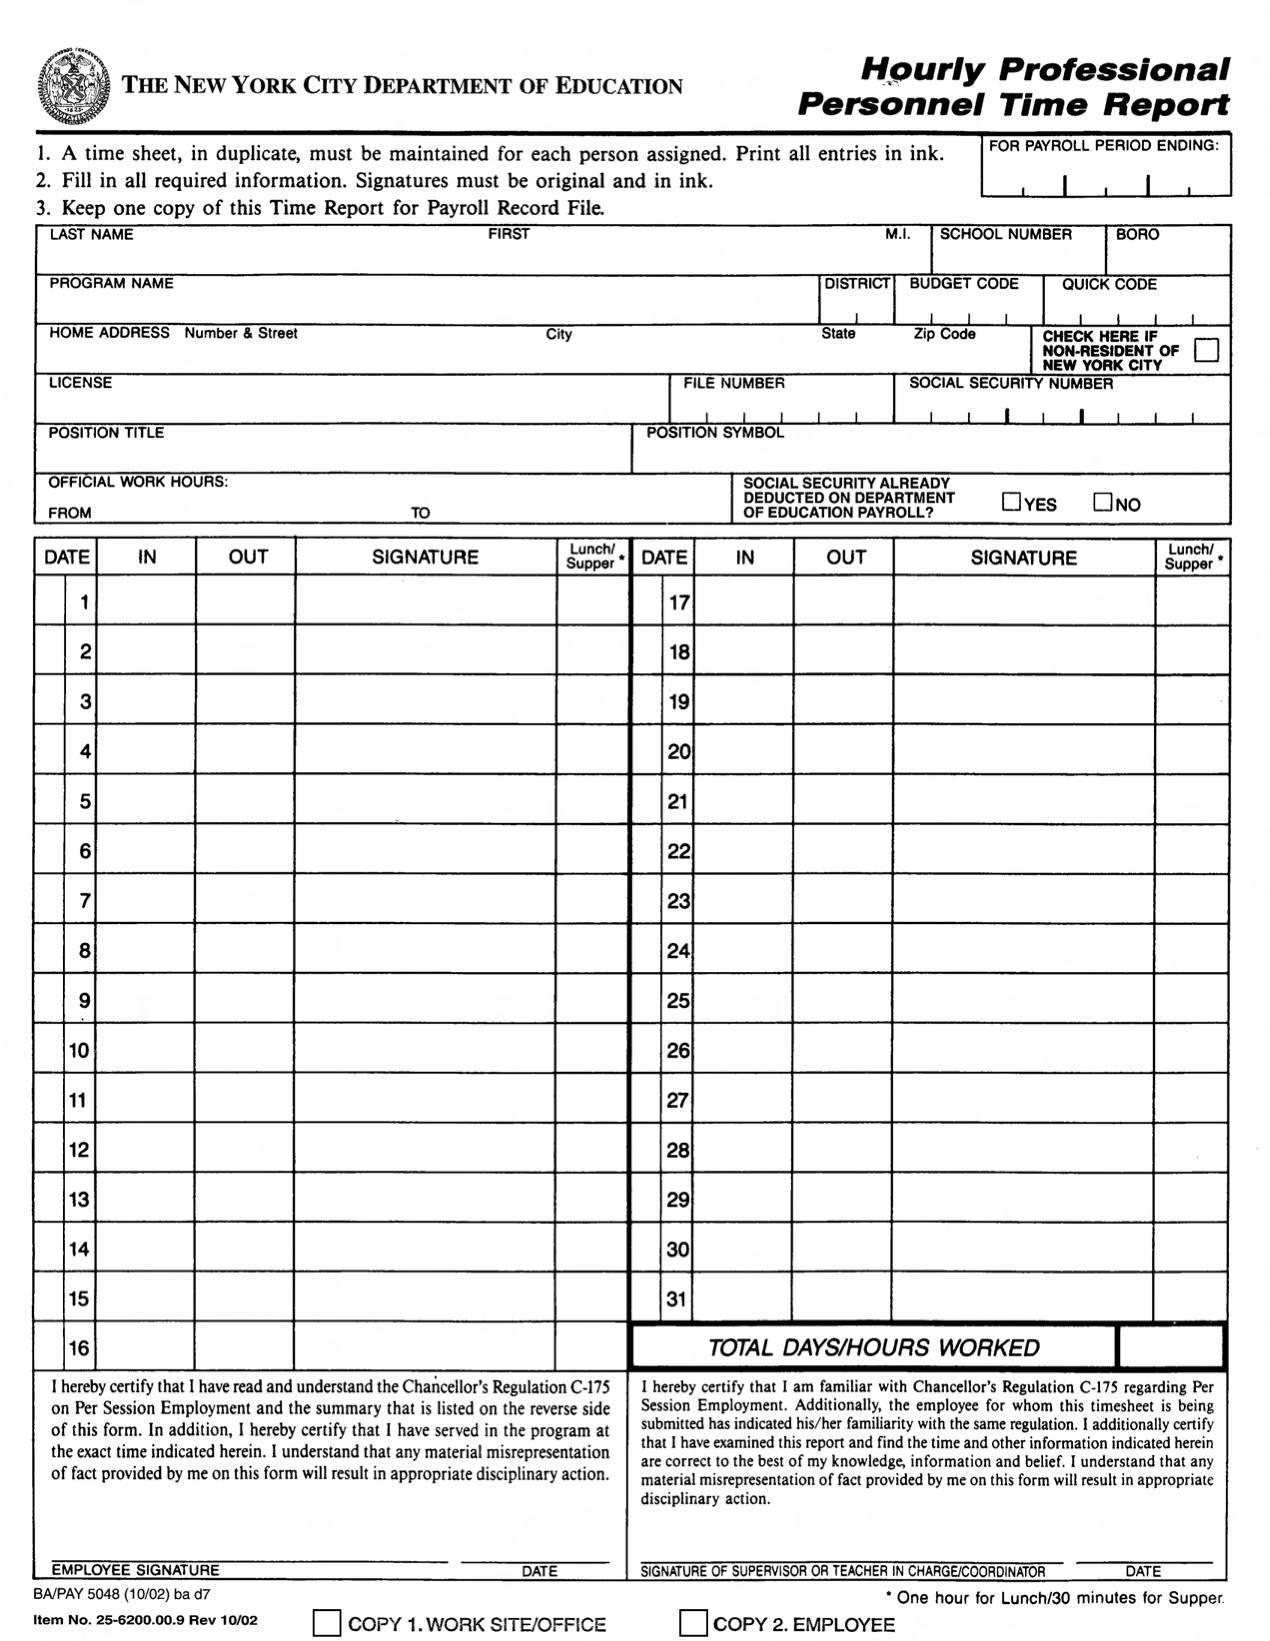 THE NEW YORK CITY DEPARTMENT OF EDUCATION
Hourly Professional
Personnel Time Report
1. A time sheet, in duplicate, must be maintained for each person assigned. Print all entries in ink.
2. Fill in all required information. Signatures must be original and in ink.
3. Keep one copy of this Time Report for Payroll Record File.
FOR PAYROLL PERIOD ENDING:
LAST NAME FIRST M.I. SCHOOL NUMBER BORO
PROGRAM NAME DISTRICT BUDGET CODE QUICK CODE
HOME ADDRESS Number & Street City State Zip Code
CHECK HERE IF
NON-RESIDENT OF
NEW YORK CITY
LICENSE FILE NUMBER SOCIAL SECURITY NUMBER
POSITION TITLE POSITION SYMBOL
OFFICIAL WORK HOURS:
FROM TO
SOCIAL SECURITY ALREADY
DEDUCTED ON DEPARTMENT
OF EDUCATION PAYROLL?
YES NO
DATE IN OUT SIGNATURE Lunch/ Supper * DATE IN OUT SIGNATURE Lunch/ Supper *
1 17
2 18
3 19
4 20
5 21
6 22
7 23
8 24
9 25
10 26
11 27
12 28
13 29
14 30
15 31
16 TOTAL DAYS/HOURS WORKED
I hereby certify that I have read and understand the Chancellor's Regulation C-175
on Per Session Employment and the summary that is listed on the reverse side
of this form. In addition, I hereby certify that I have served in the program at
the exact time indicated herein. I understand that any material misrepresentation
of fact provided by me on this form will result in appropriate disciplinary action.
EMPLOYEE SIGNATURE DATE
I hereby certify that I am familiar with Chancellor's Regulation C-175 regarding Per
Session Employment. Additionally, the employee for whom this timesheet is being
submitted has indicated his/her familiarity with the same regulation. I additionally certify
that I have examined this report and find the time and other information indicated herein
are correct to the best of my knowledge, information and belief. I understand that any
material misrepresentation of fact provided by me on this form will result in appropriate
disciplinary action.
SIGNATURE OF SUPERVISOR OR TEACHER IN CHARGE/COORDINATOR DATE
BA/PAY 5048 (10/02) ba d7
* One hour for Lunch/30 minutes for Supper.
Item No. 25-6200.00.9 Rev 10/02
COPY 1. WORK SITE/OFFICE
COPY 2. EMPLOYEE